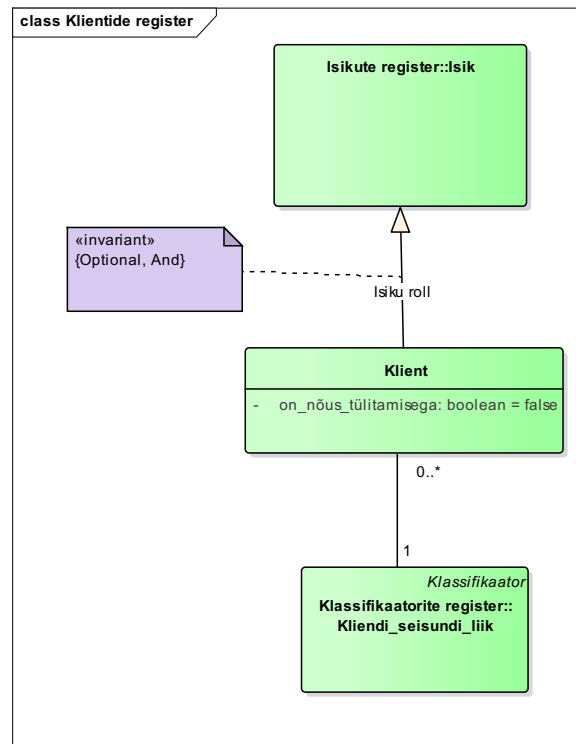 class Klientide register
Isikute register::Isik
«invariant»
{Optional, And}
Isiku roll
Klient
- on_nõus_tülitamisega: boolean = false
0..*
1
Klassifikaator
Klassifikaatorite register::
Kliendi_seisundi_liik